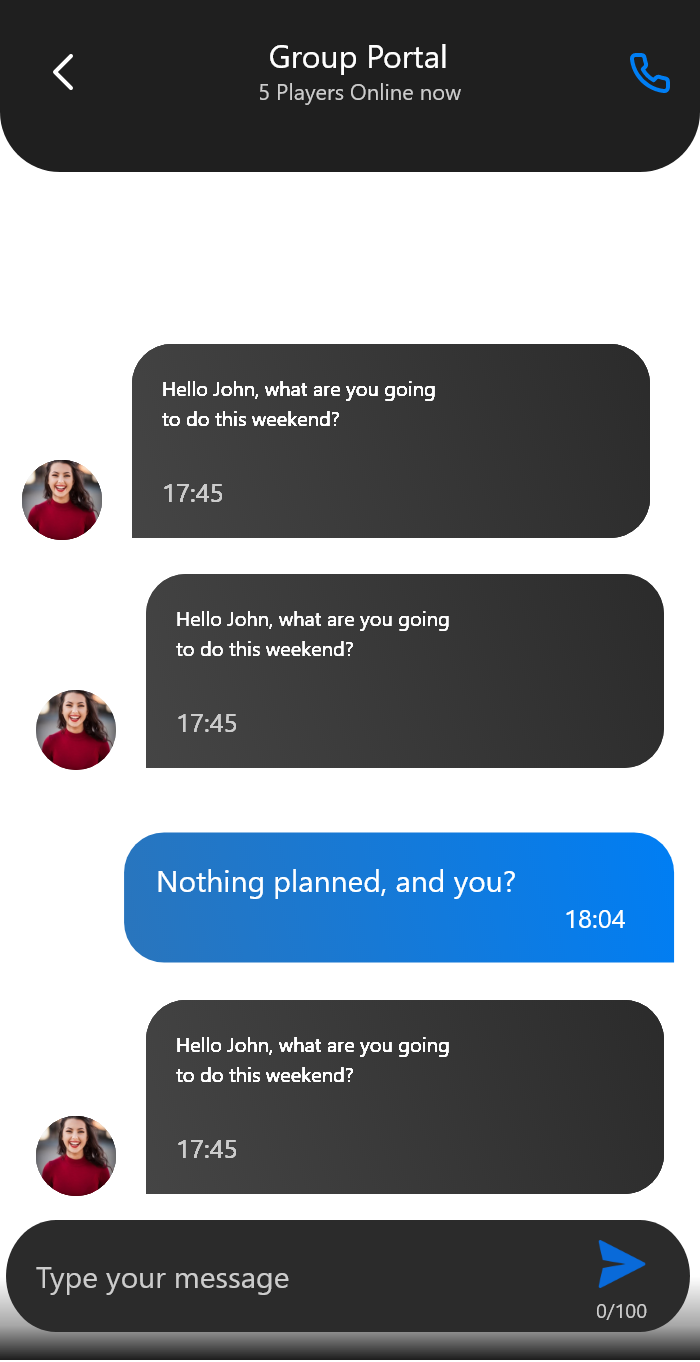 Group Portal
5 Players Online now
Hello John, what are you going
to do this weekend?
17:45
Hello John, what are you going
to do this weekend?
17:45
Nothing planned, and you?
18:04
Hello John, what are you going
to do this weekend?
17:45
Type your message
0/100